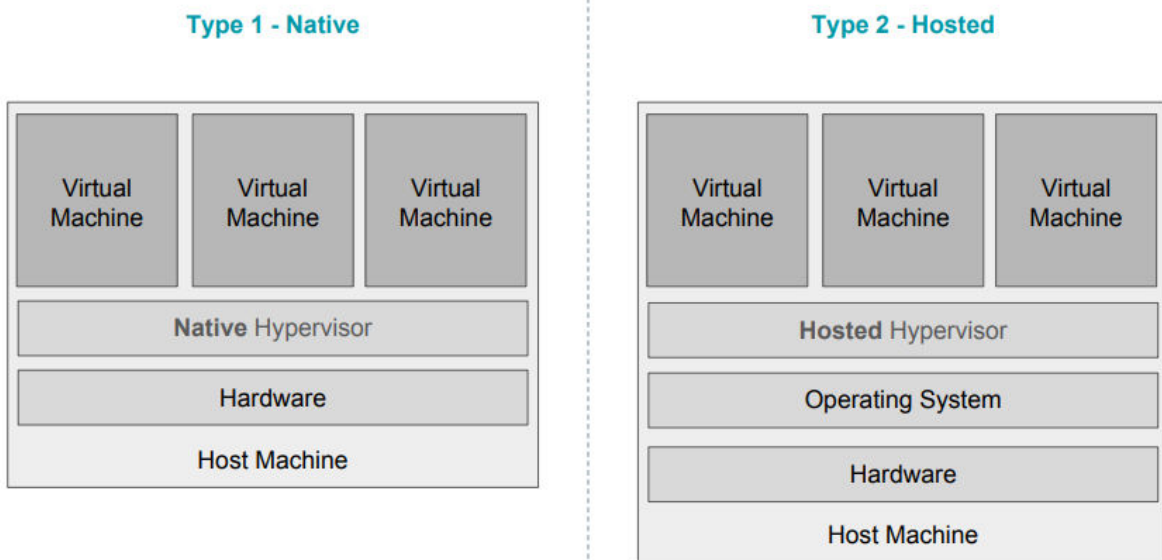 Type 1 - Native
Virtual
Machine
Virtual
Machine
Virtual
Machine
Native Hypervisor
Hardware
Host Machine
Type 2 - Hosted
Virtual
Machine
Virtual
Machine
Virtual
Machine
Hosted Hypervisor
Operating System
Hardware
Host Machine